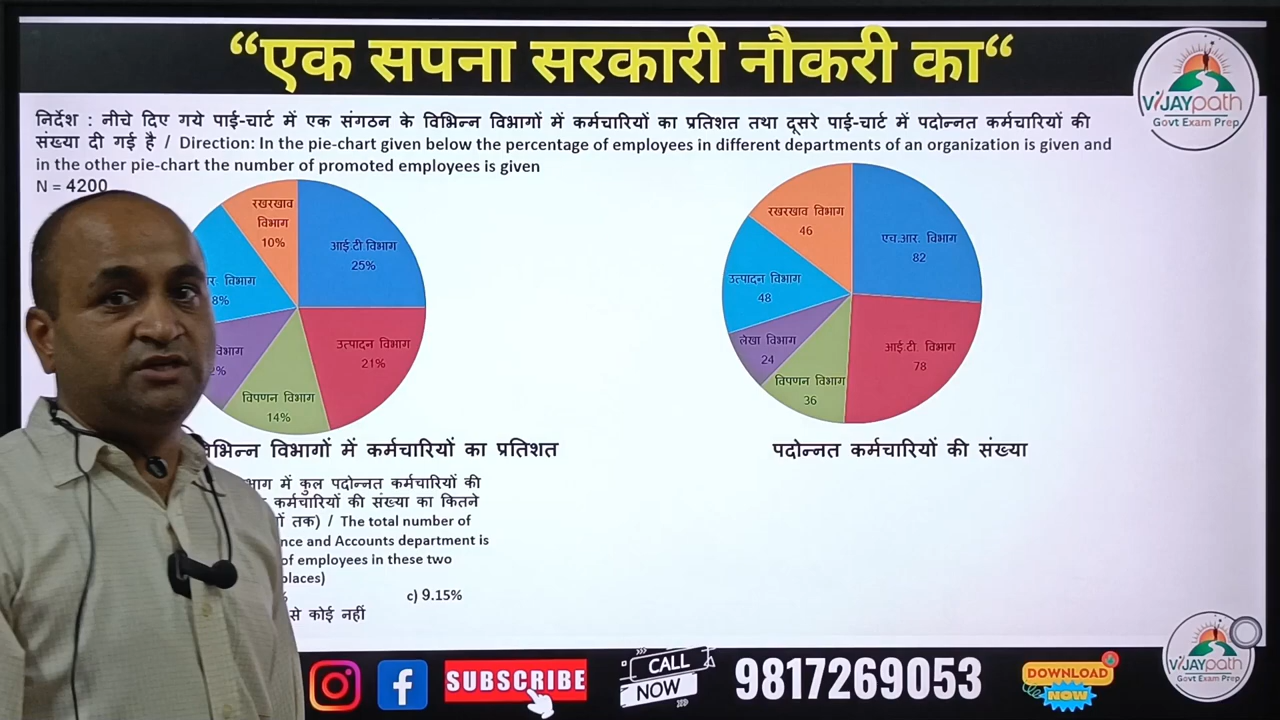 “एक सपना सरकारी नौकरी का“
VIJAYpath
Govt Exam Prep
निर्देश : नीचे दिए गये पाई-चार्ट में एक संगठन के विभिन्न विभागों में कर्मचारियों का प्रतिशत तथा दूसरे पाई-चार्ट में पदोन्नत कर्मचारियों की
संख्या दी गई है / Direction: In the pie-chart given below the percentage of employees in different departments of an organization is given and
in the other pie-chart the number of promoted employees is given
N = 4200
रखरखाव
विभाग
10%
आई.टी.विभाग
25%
विभाग
8%
उत्पादन विभाग
21%
2%
विपणन विभाग
14%
विभिन्न विभागों में कर्मचारियों का प्रतिशत
रखरखाव विभाग
46
एच.आर. विभाग
82
उत्पादन विभाग
48
लेखा विभाग
24
आई.टी. विभाग
78
विपणन विभाग
36
पदोन्नत कर्मचारियों की संख्या
में कुल पदोन्नत कर्मचारियों की
कर्मचारियों की संख्या का कितने
तक) / The total number of
and Accounts department is
of employees in these two
places)
c) 9.15%
से कोई नहीं
SUBSCRIBE
CALL
NOW
9817269053
DOWNLOAD
NOW
VIJAYpath
Govt Exam Prep